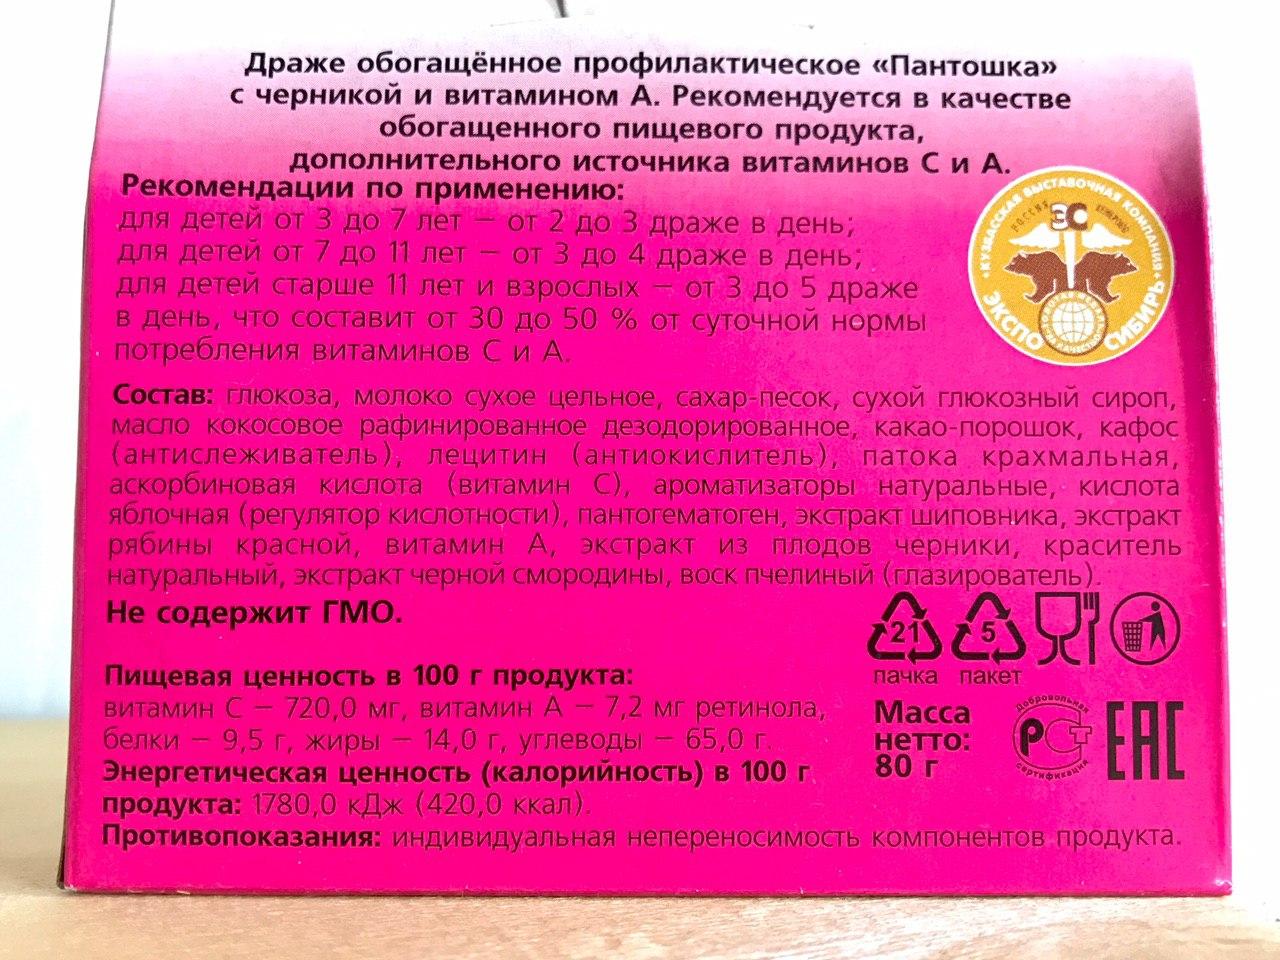 Драже обогащённое профилактическое «Пантошка»
с черникой и витамином А. Рекомендуется в качестве
обогащенного пищевого продукта,
дополнительного источника витаминов С и А.
Рекомендации по применению:
для детей от 3 до 7 лет — от 2 до 3 драже в день;
для детей от 7 до 11 лет — от 3 до 4 драже в день;
для детей старше 11 лет и взрослых — от 3 до 5 драже
в день, что составит от 30 до 50 % от суточной нормы
потребления витаминов С и А.
КУЗБАССКАЯ ВЫСТАВОЧНАЯ КОМПАНИЯ
РОССИЯ
ЭКСПО СИБИРЬ
Состав: глюкоза, молоко сухое цельное, сахар-песок, сухой глюкозный сироп,
масло кокосовое рафинированное дезодорированное, какао-порошок, кафос
(антислеживатель), лецитин (антиокислитель), патока крахмальная,
аскорбиновая кислота (витамин С), ароматизаторы натуральные, кислота
яблочная (регулятор кислотности), пантогематоген, экстракт шиповника, экстракт
рябины красной, витамин А, экстракт из плодов черники, краситель
натуральный, экстракт черной смородины, воск пчелиный (глазирователь).
Не содержит ГМО.
21 5
пачка пакет
Пищевая ценность в 100 г продукта:
витамин С — 720,0 мг, витамин А — 7,2 мг ретинола,
белки — 9,5 г, жиры — 14,0 г, углеводы — 65,0 г.
Энергетическая ценность (калорийность) в 100 г
продукта: 1780,0 кДж (420,0 ккал).
Масса
нетто:
80 г
Добровольная
РСТ
сертификация
ЕАС
Противопоказания: индивидуальная непереносимость компонентов продукта.